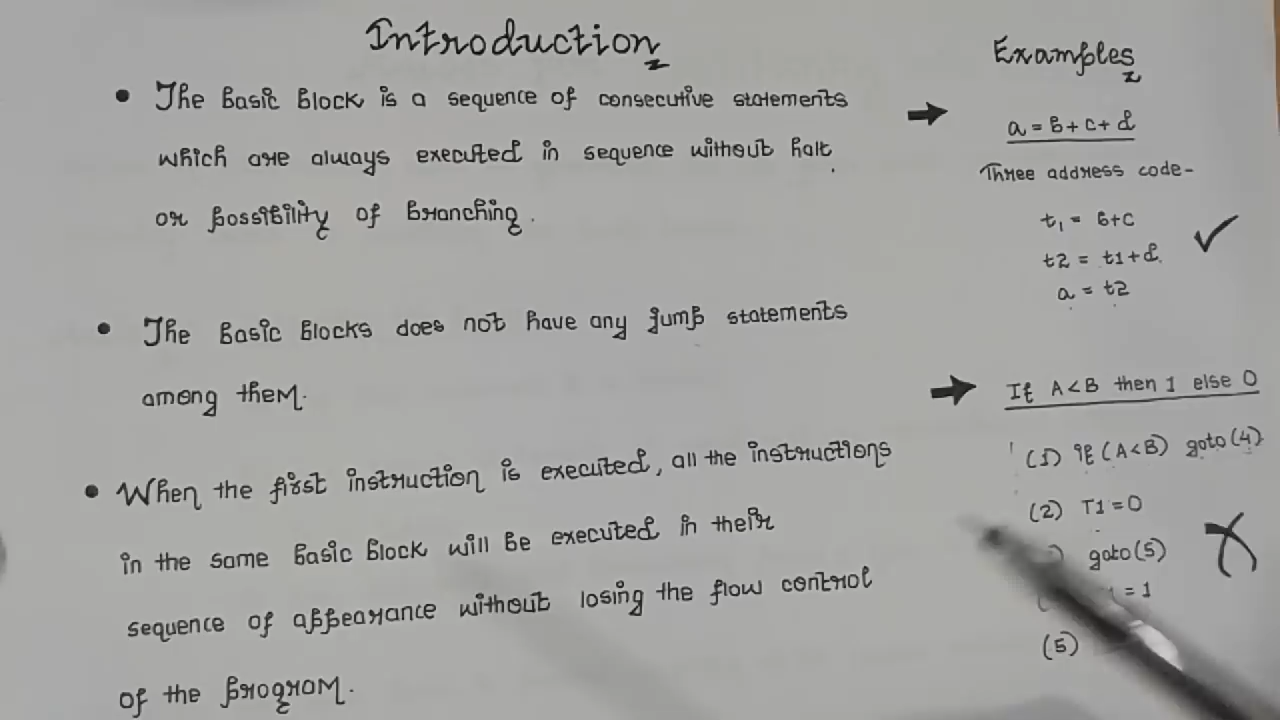 Introduction
• The Basic Block is a sequence of consecutive statements
which are always executed in sequence without halt
or possibility of Branching.
• The Basic Blocks does not have any jump statements
among them.
• When the first instruction is executed, all the instructions
in the same Basic Block will be executed in their
sequence of appearance without losing the flow control
of the program.
Examples
a = b + c + d
Three address code-
t1 = b+c
t2 = t1+d
a = t2
If A<B then 1 else 0
(1) if (A<B) goto(4)
(2) T1 = 0
goto(5)
= 1
(5)